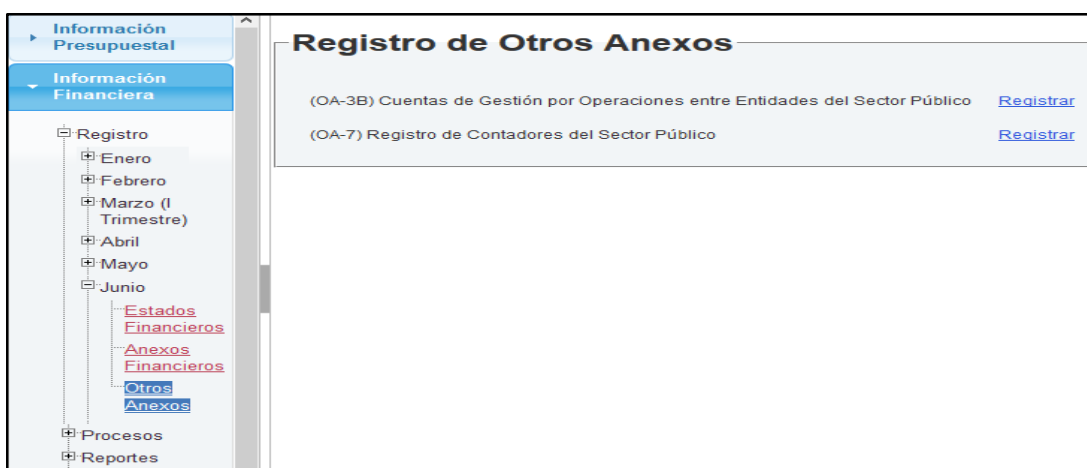 Información
Presupuestal
Información
Financiera
Registro
Enero
Febrero
Marzo (I
Trimestre)
Abril
Mayo
Junio
Estados
Financieros
Anexos
Financieros
Otros
Anexos
Procesos
Reportes
Registro de Otros Anexos
(OA-3B) Cuentas de Gestión por Operaciones entre Entidades del Sector Público Registrar
(OA-7) Registro de Contadores del Sector Público Registrar